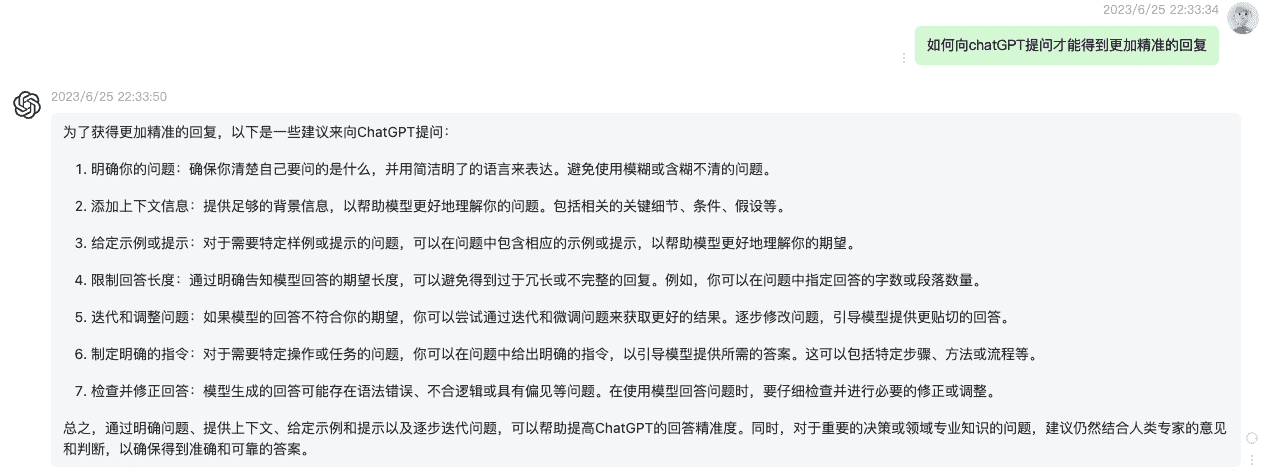 2023/6/25 22:33:34
如何向chatGPT提问才能得到更加精准的回复
2023/6/25 22:33:50
为了获得更加精准的回复，以下是一些建议来向ChatGPT提问：
1. 明确你的问题：确保你清楚自己要问的是什么，并用简洁明了的语言来表达。避免使用模糊或含糊不清的问题。
2. 添加上下文信息：提供足够的背景信息，以帮助模型更好地理解你的问题。包括相关的关键细节、条件、假设等。
3. 给定示例或提示：对于需要特定样例或提示的问题，可以在问题中包含相应的示例或提示，以帮助模型更好地理解你的期望。
4. 限制回答长度：通过明确告知模型回答的期望长度，可以避免得到过于冗长或不完整的回复。例如，你可以在问题中指定回答的字数或段落数量。
5. 迭代和调整问题：如果模型的回答不符合你的期望，你可以尝试通过迭代和微调问题来获取更好的结果。逐步修改问题，引导模型提供更贴切的回答。
6. 制定明确的指令：对于需要特定操作或任务的问题，你可以在问题中给出明确的指令，以引导模型提供所需的答案。这可以包括特定步骤、方法或流程等。
7. 检查并修正回答：模型生成的回答可能存在语法错误、不合逻辑或具有偏见等问题。在使用模型回答问题时，要仔细检查并进行必要的修正或调整。
总之，通过明确问题、提供上下文、给定示例和提示以及逐步迭代问题，可以帮助提高ChatGPT的回答精准度。同时，对于重要的决策或领域专业知识的问题，建议仍然结合人类专家的意见
和判断，以确保得到准确和可靠的答案。